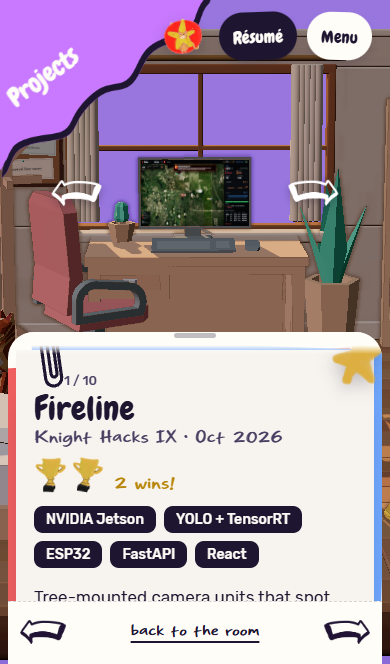 Projects
Résumé
Menu
1 / 10
Fireline
Knight Hacks IX · Oct 2026
2 wins!
NVIDIA Jetson
YOLO + TensorRT
ESP32
FastAPI
React
Tree-mounted camera units that spot
back to the room